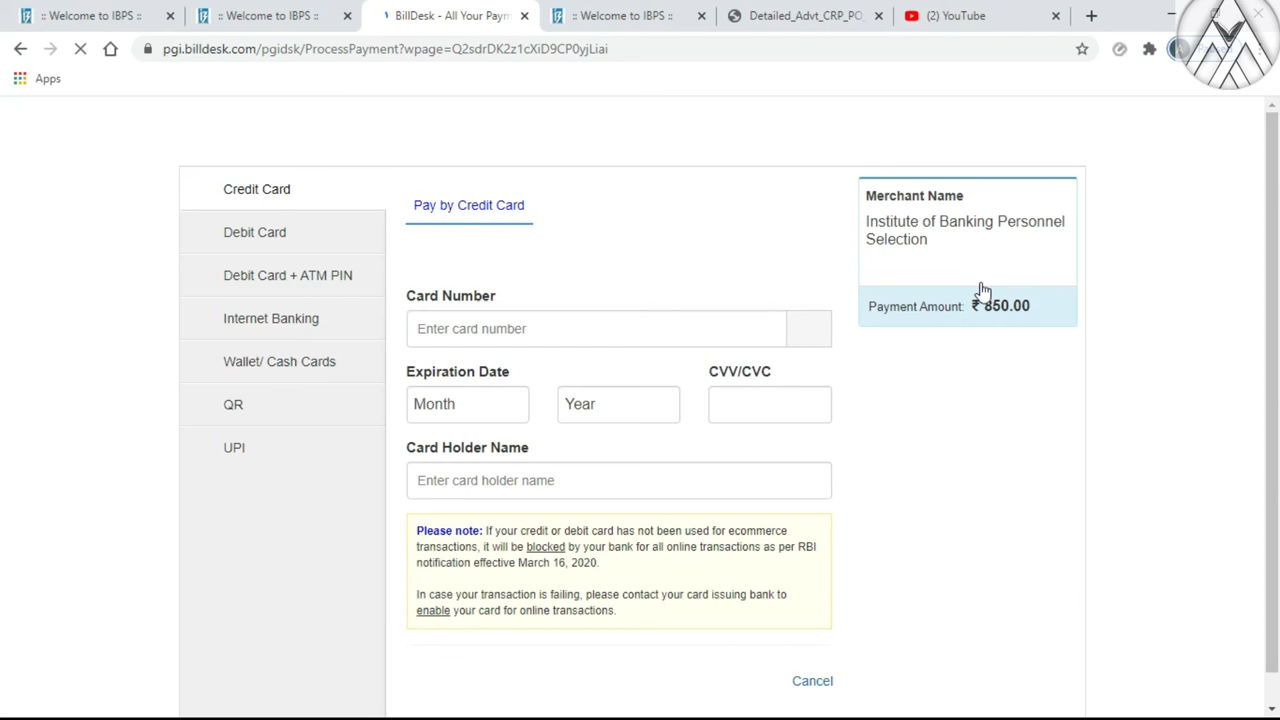 :: Welcome to IBPS ::
:: Welcome to IBPS ::
BillDesk - All Your Paym
:: Welcome to IBPS ::
Detailed_Advt_CRP_PO_
(2) YouTube
pgi.billdesk.com/pgidsk/ProcessPayment?wpage=Q2sdrDK2z1cXiD9CP0yjLiai
Apps
Credit Card
Debit Card
Debit Card + ATM PIN
Internet Banking
Wallet/ Cash Cards
QR
UPI
Pay by Credit Card
Card Number
Enter card number
Expiration Date
CVV/CVC
Month
Year
Card Holder Name
Enter card holder name
Please note: If your credit or debit card has not been used for ecommerce
transactions, it will be blocked by your bank for all online transactions as per RBI
notification effective March 16, 2020.
In case your transaction is failing, please contact your card issuing bank to
enable your card for online transactions.
Cancel
Merchant Name
Institute of Banking Personnel
Selection
Payment Amount: ₹ 850.00